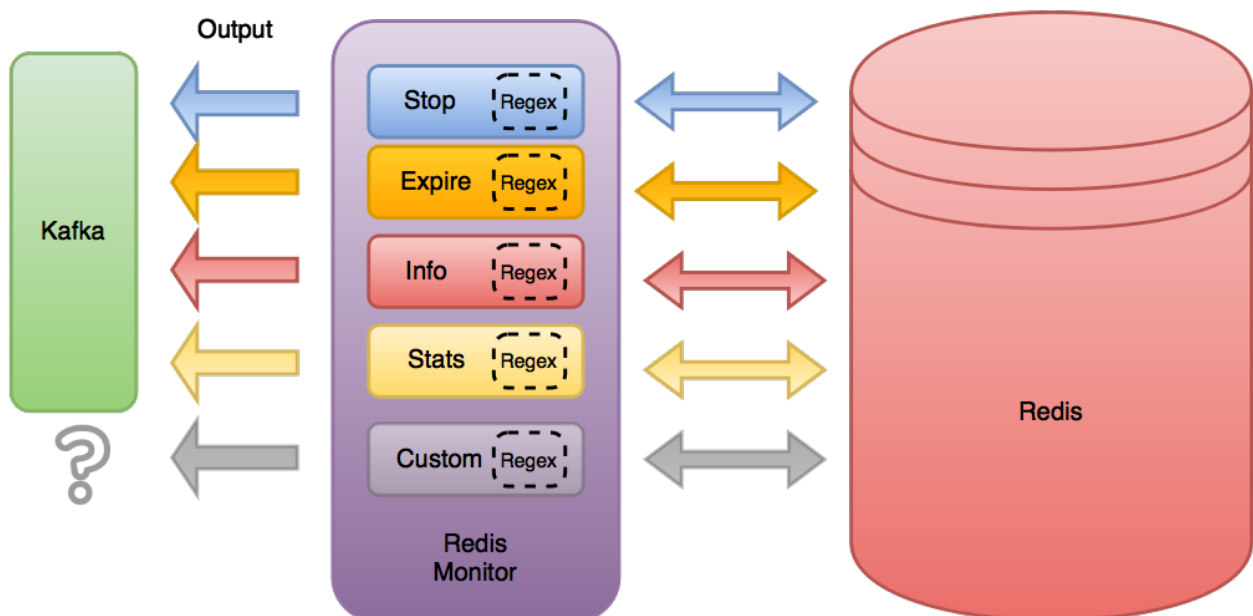 Output
Stop
Regex
Expire
Regex
Kafka
Info
Regex
Stats
Regex
Redis
Custom
Regex
?
Redis
Monitor